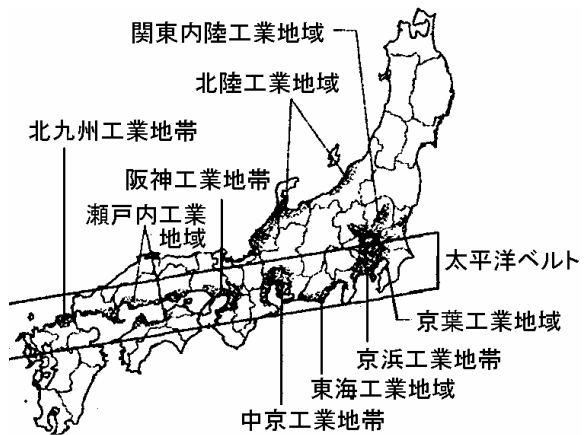 関東内陸工業地域
北陸工業地域
北九州工業地帯
阪神工業地帯
瀬戸内工業
地域
太平洋ベルト
京葉工業地域
京浜工業地帯
東海工業地域
中京工業地帯